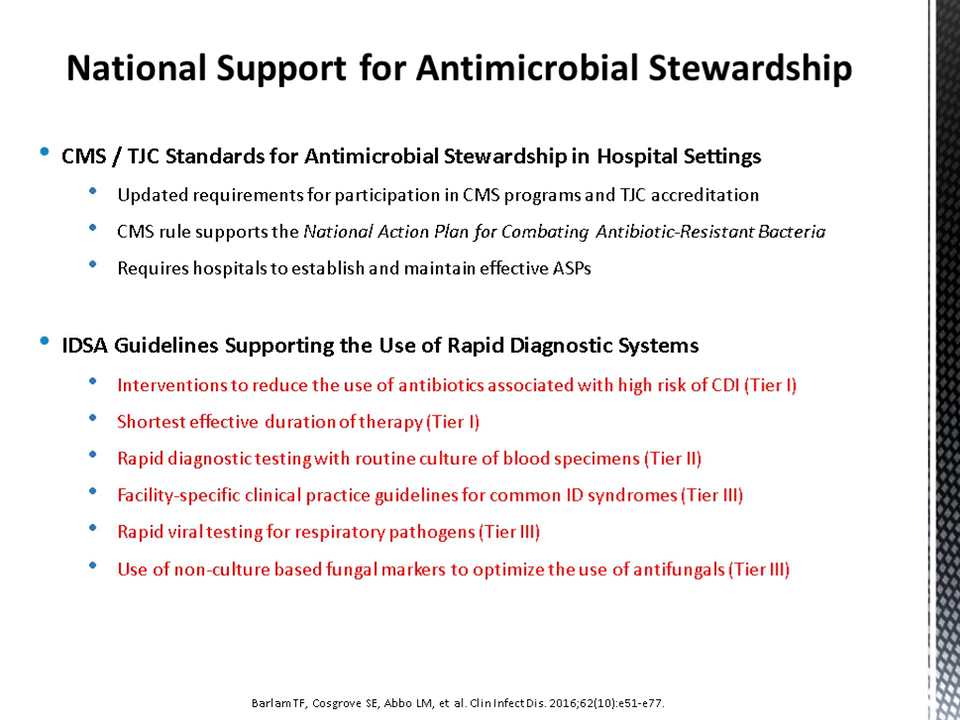 National Support for Antimicrobial Stewardship
• CMS / TJC Standards for Antimicrobial Stewardship in Hospital Settings
• Updated requirements for participation in CMS programs and TJC accreditation
• CMS rule supports the National Action Plan for Combating Antibiotic-Resistant Bacteria
• Requires hospitals to establish and maintain effective ASPs
• IDSA Guidelines Supporting the Use of Rapid Diagnostic Systems
• Interventions to reduce the use of antibiotics associated with high risk of CDI (Tier I)
• Shortest effective duration of therapy (Tier I)
• Rapid diagnostic testing with routine culture of blood specimens (Tier II)
• Facility-specific clinical practice guidelines for common ID syndromes (Tier III)
• Rapid viral testing for respiratory pathogens (Tier III)
• Use of non-culture based fungal markers to optimize the use of antifungals (Tier III)
Barlam TF, Cosgrove SE, Abbo LM, et al. Clin Infect Dis. 2016;62(10):e51-e77.